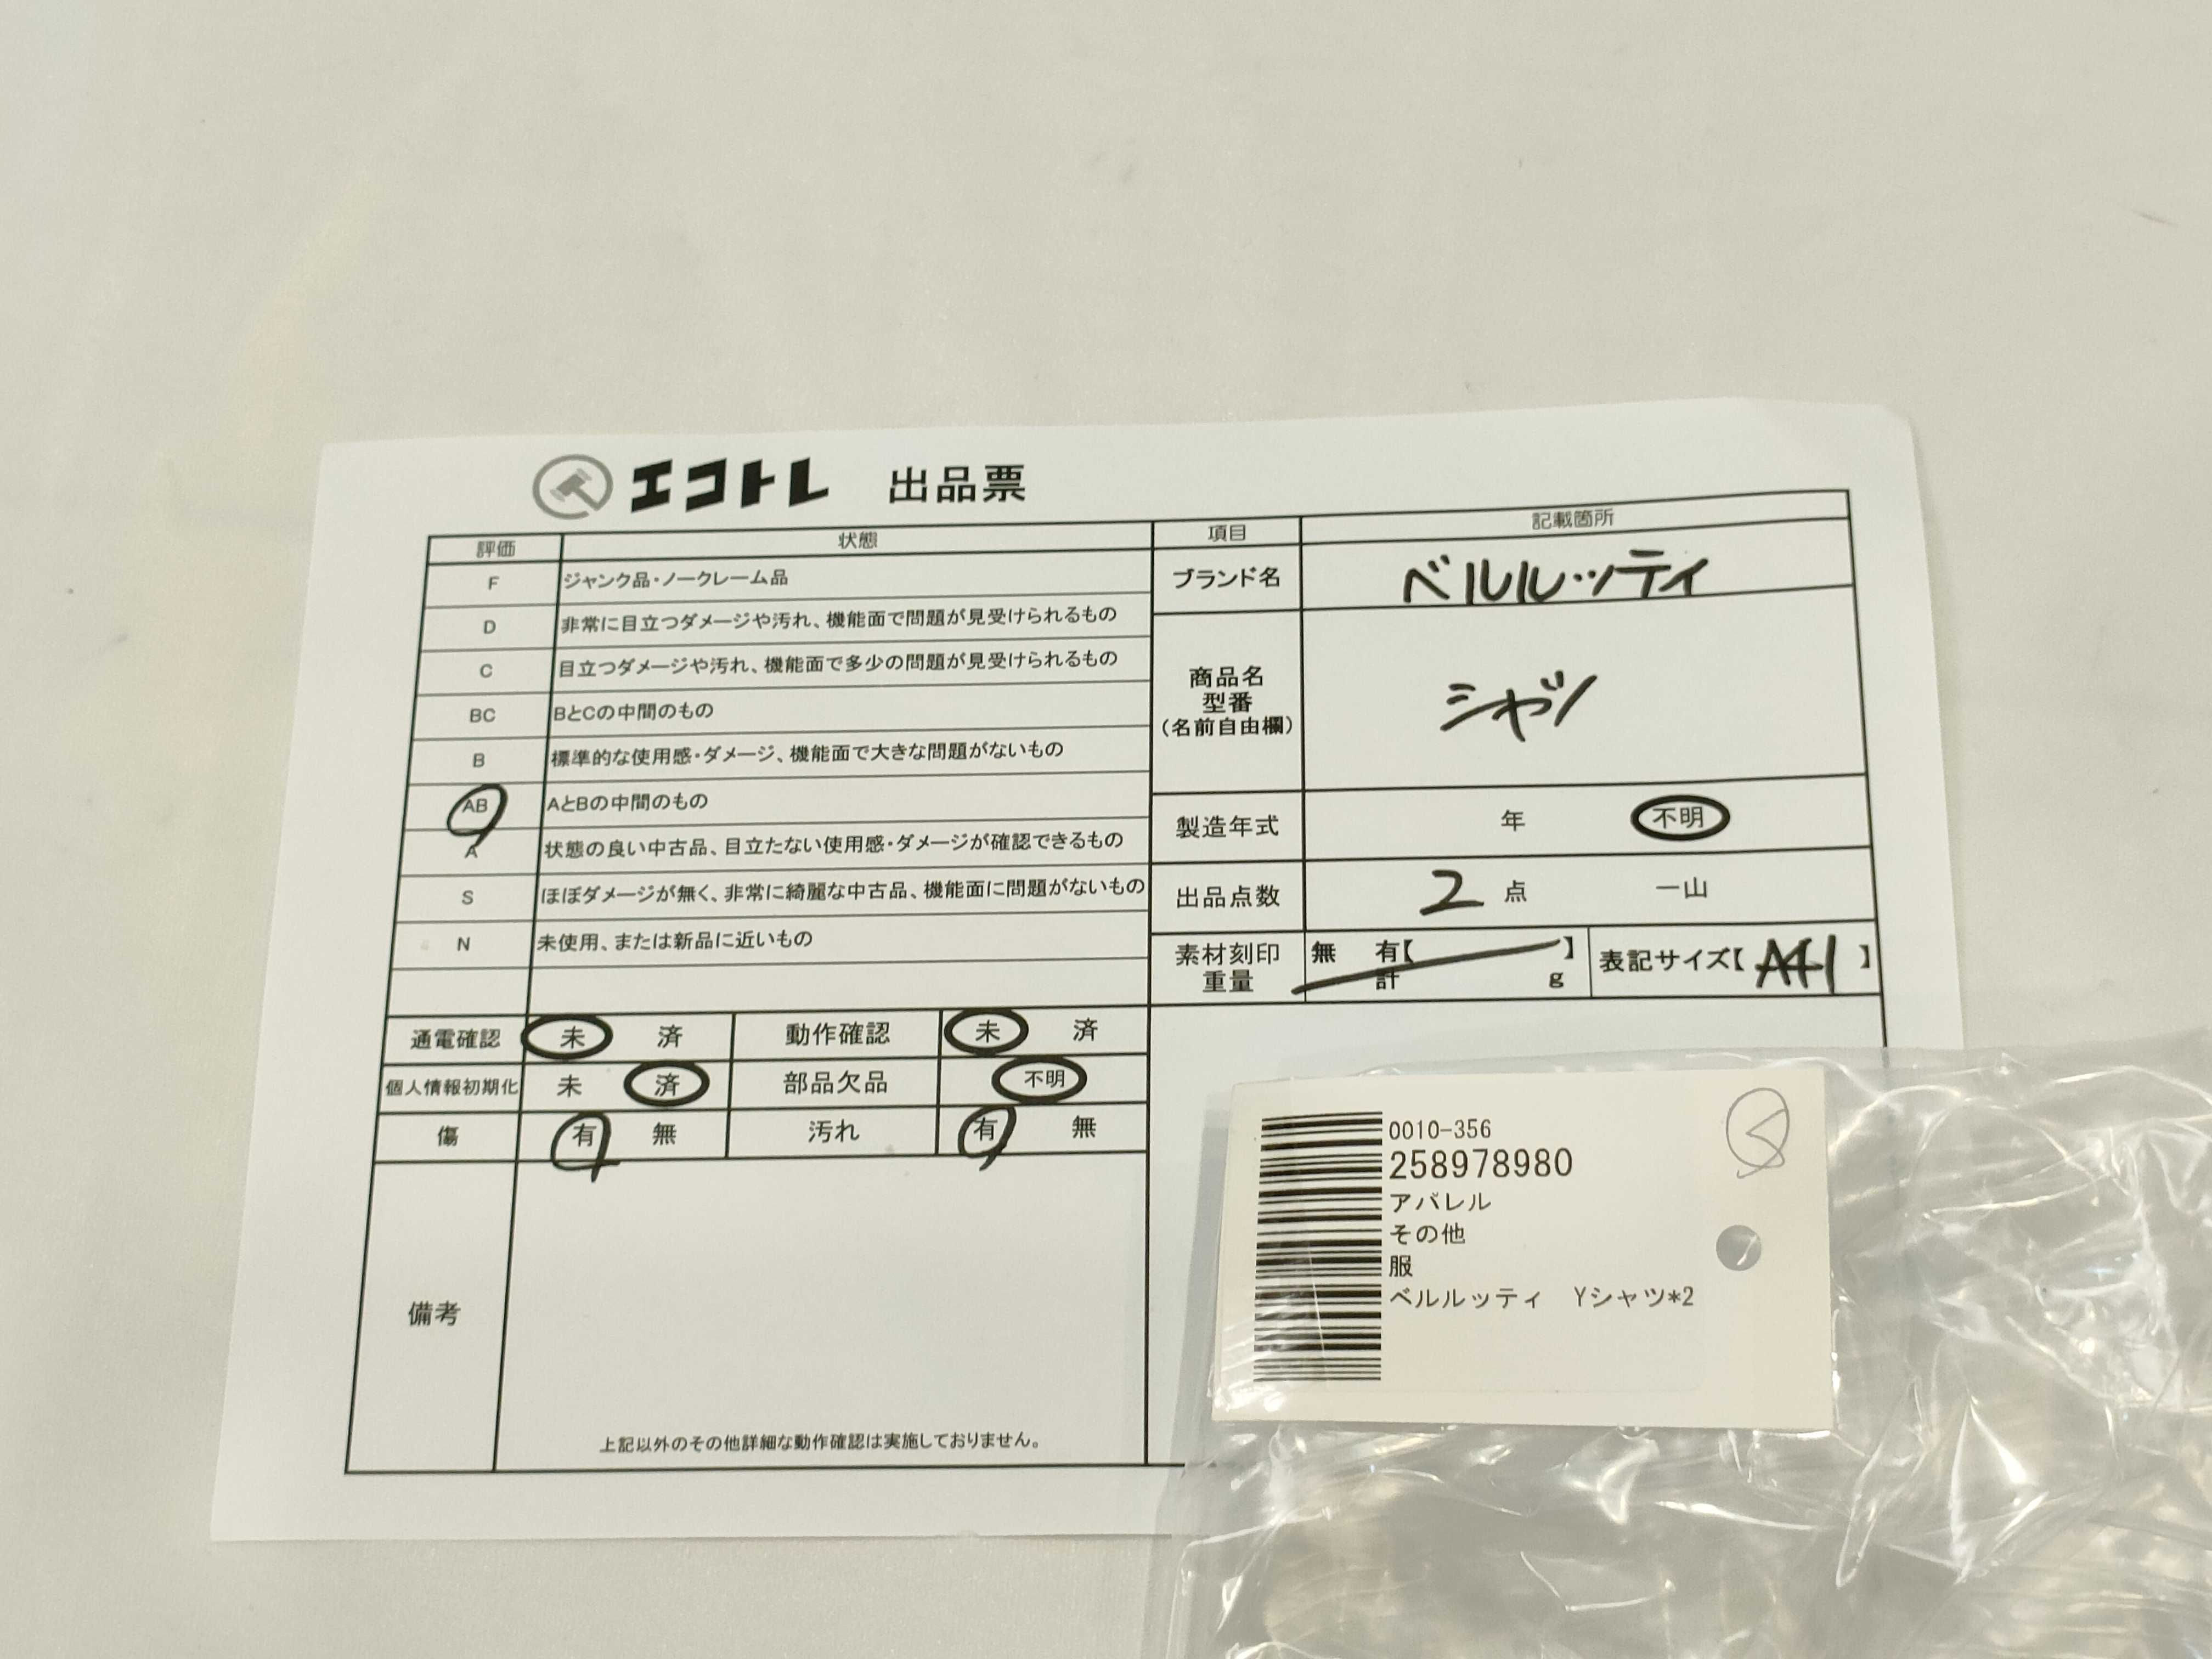 エコトレ 出品票
評価 状態 項目 記載箇所
F ジャンク品・ノークレーム品
D 非常に目立つダメージや汚れ、機能面で問題が見受けられるもの
C 目立つダメージや汚れ、機能面で多少の問題が見受けられるもの
BC BとCの中間のもの
B 標準的な使用感・ダメージ、機能面で大きな問題がないもの
AB AとBの中間のもの
A 状態の良い中古品、目立たない使用感・ダメージが確認できるもの
S ほぼダメージが無く、非常に綺麗な中古品、機能面に問題がないもの
N 未使用、または新品に近いもの
ブランド名 ベルルッティ
商品名
型番
（名前自由欄）
シャツ
製造年式 年 不明
出品点数 2 点 一山
素材刻印 無 有【 】
重量 計 g
表記サイズ【 】
通電確認 未 済 動作確認 未 済
個人情報初期化 未 済 部品欠品 不明
傷 有 無 汚れ 有 無
備考
上記以外のその他詳細な動作確認は実施しておりません。
0010-356
258978980
アパレル
その他
服
ベルルッティ Yシャツ*2